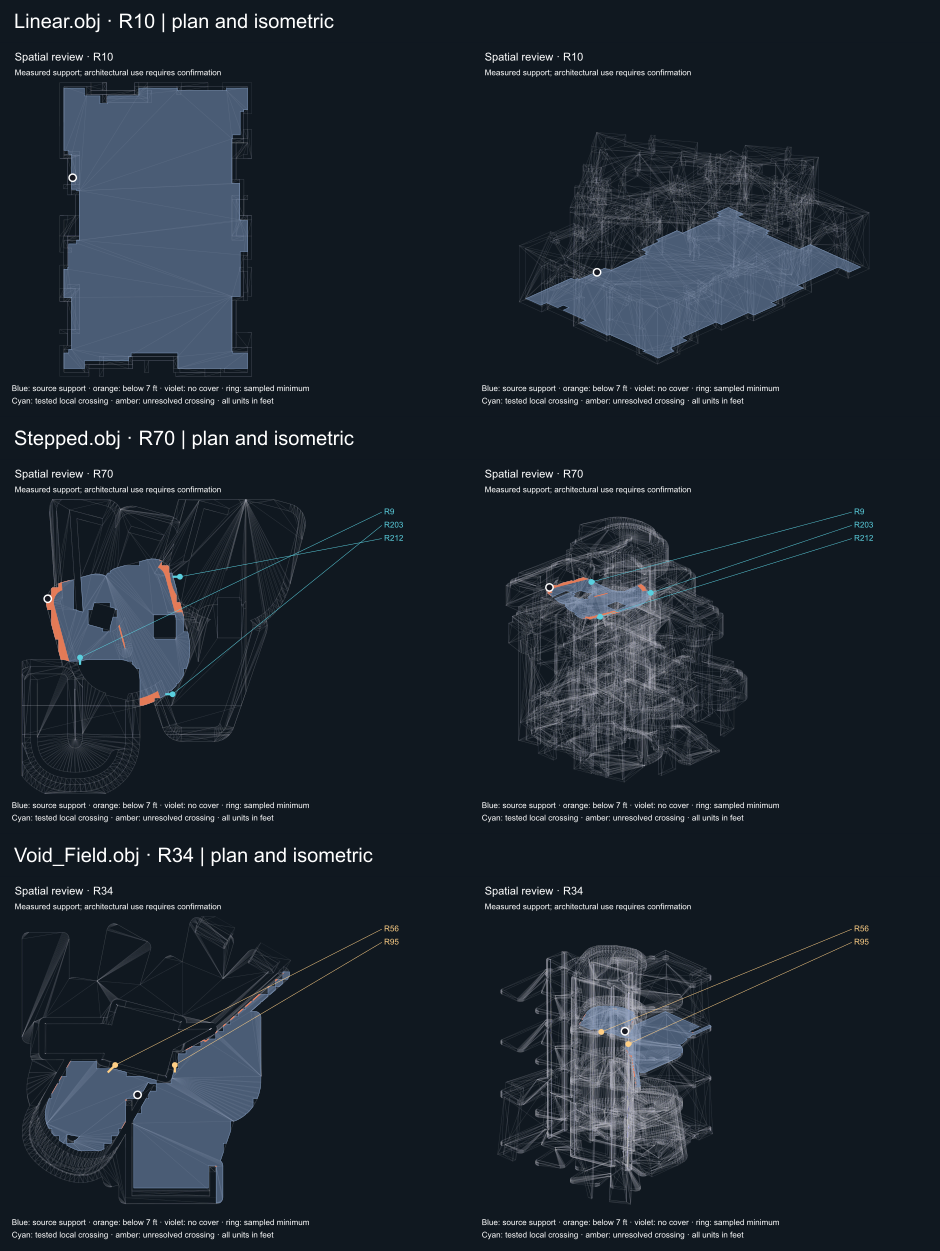 Linear.obj · R10 | plan and isometric
Spatial review · R10
Measured support; architectural use requires confirmation
Spatial review · R10
Measured support; architectural use requires confirmation
Blue: source support · orange: below 7 ft · violet: no cover · ring: sampled minimum
Cyan: tested local crossing · amber: unresolved crossing · all units in feet
Blue: source support · orange: below 7 ft · violet: no cover · ring: sampled minimum
Cyan: tested local crossing · amber: unresolved crossing · all units in feet
Stepped.obj · R70 | plan and isometric
Spatial review · R70
Measured support; architectural use requires confirmation
R9
R203
R212
Spatial review · R70
Measured support; architectural use requires confirmation
R9
R203
R212
Blue: source support · orange: below 7 ft · violet: no cover · ring: sampled minimum
Cyan: tested local crossing · amber: unresolved crossing · all units in feet
Blue: source support · orange: below 7 ft · violet: no cover · ring: sampled minimum
Cyan: tested local crossing · amber: unresolved crossing · all units in feet
Void_Field.obj · R34 | plan and isometric
Spatial review · R34
Measured support; architectural use requires confirmation
R56
R95
Spatial review · R34
Measured support; architectural use requires confirmation
R56
R95
Blue: source support · orange: below 7 ft · violet: no cover · ring: sampled minimum
Cyan: tested local crossing · amber: unresolved crossing · all units in feet
Blue: source support · orange: below 7 ft · violet: no cover · ring: sampled minimum
Cyan: tested local crossing · amber: unresolved crossing · all units in feet